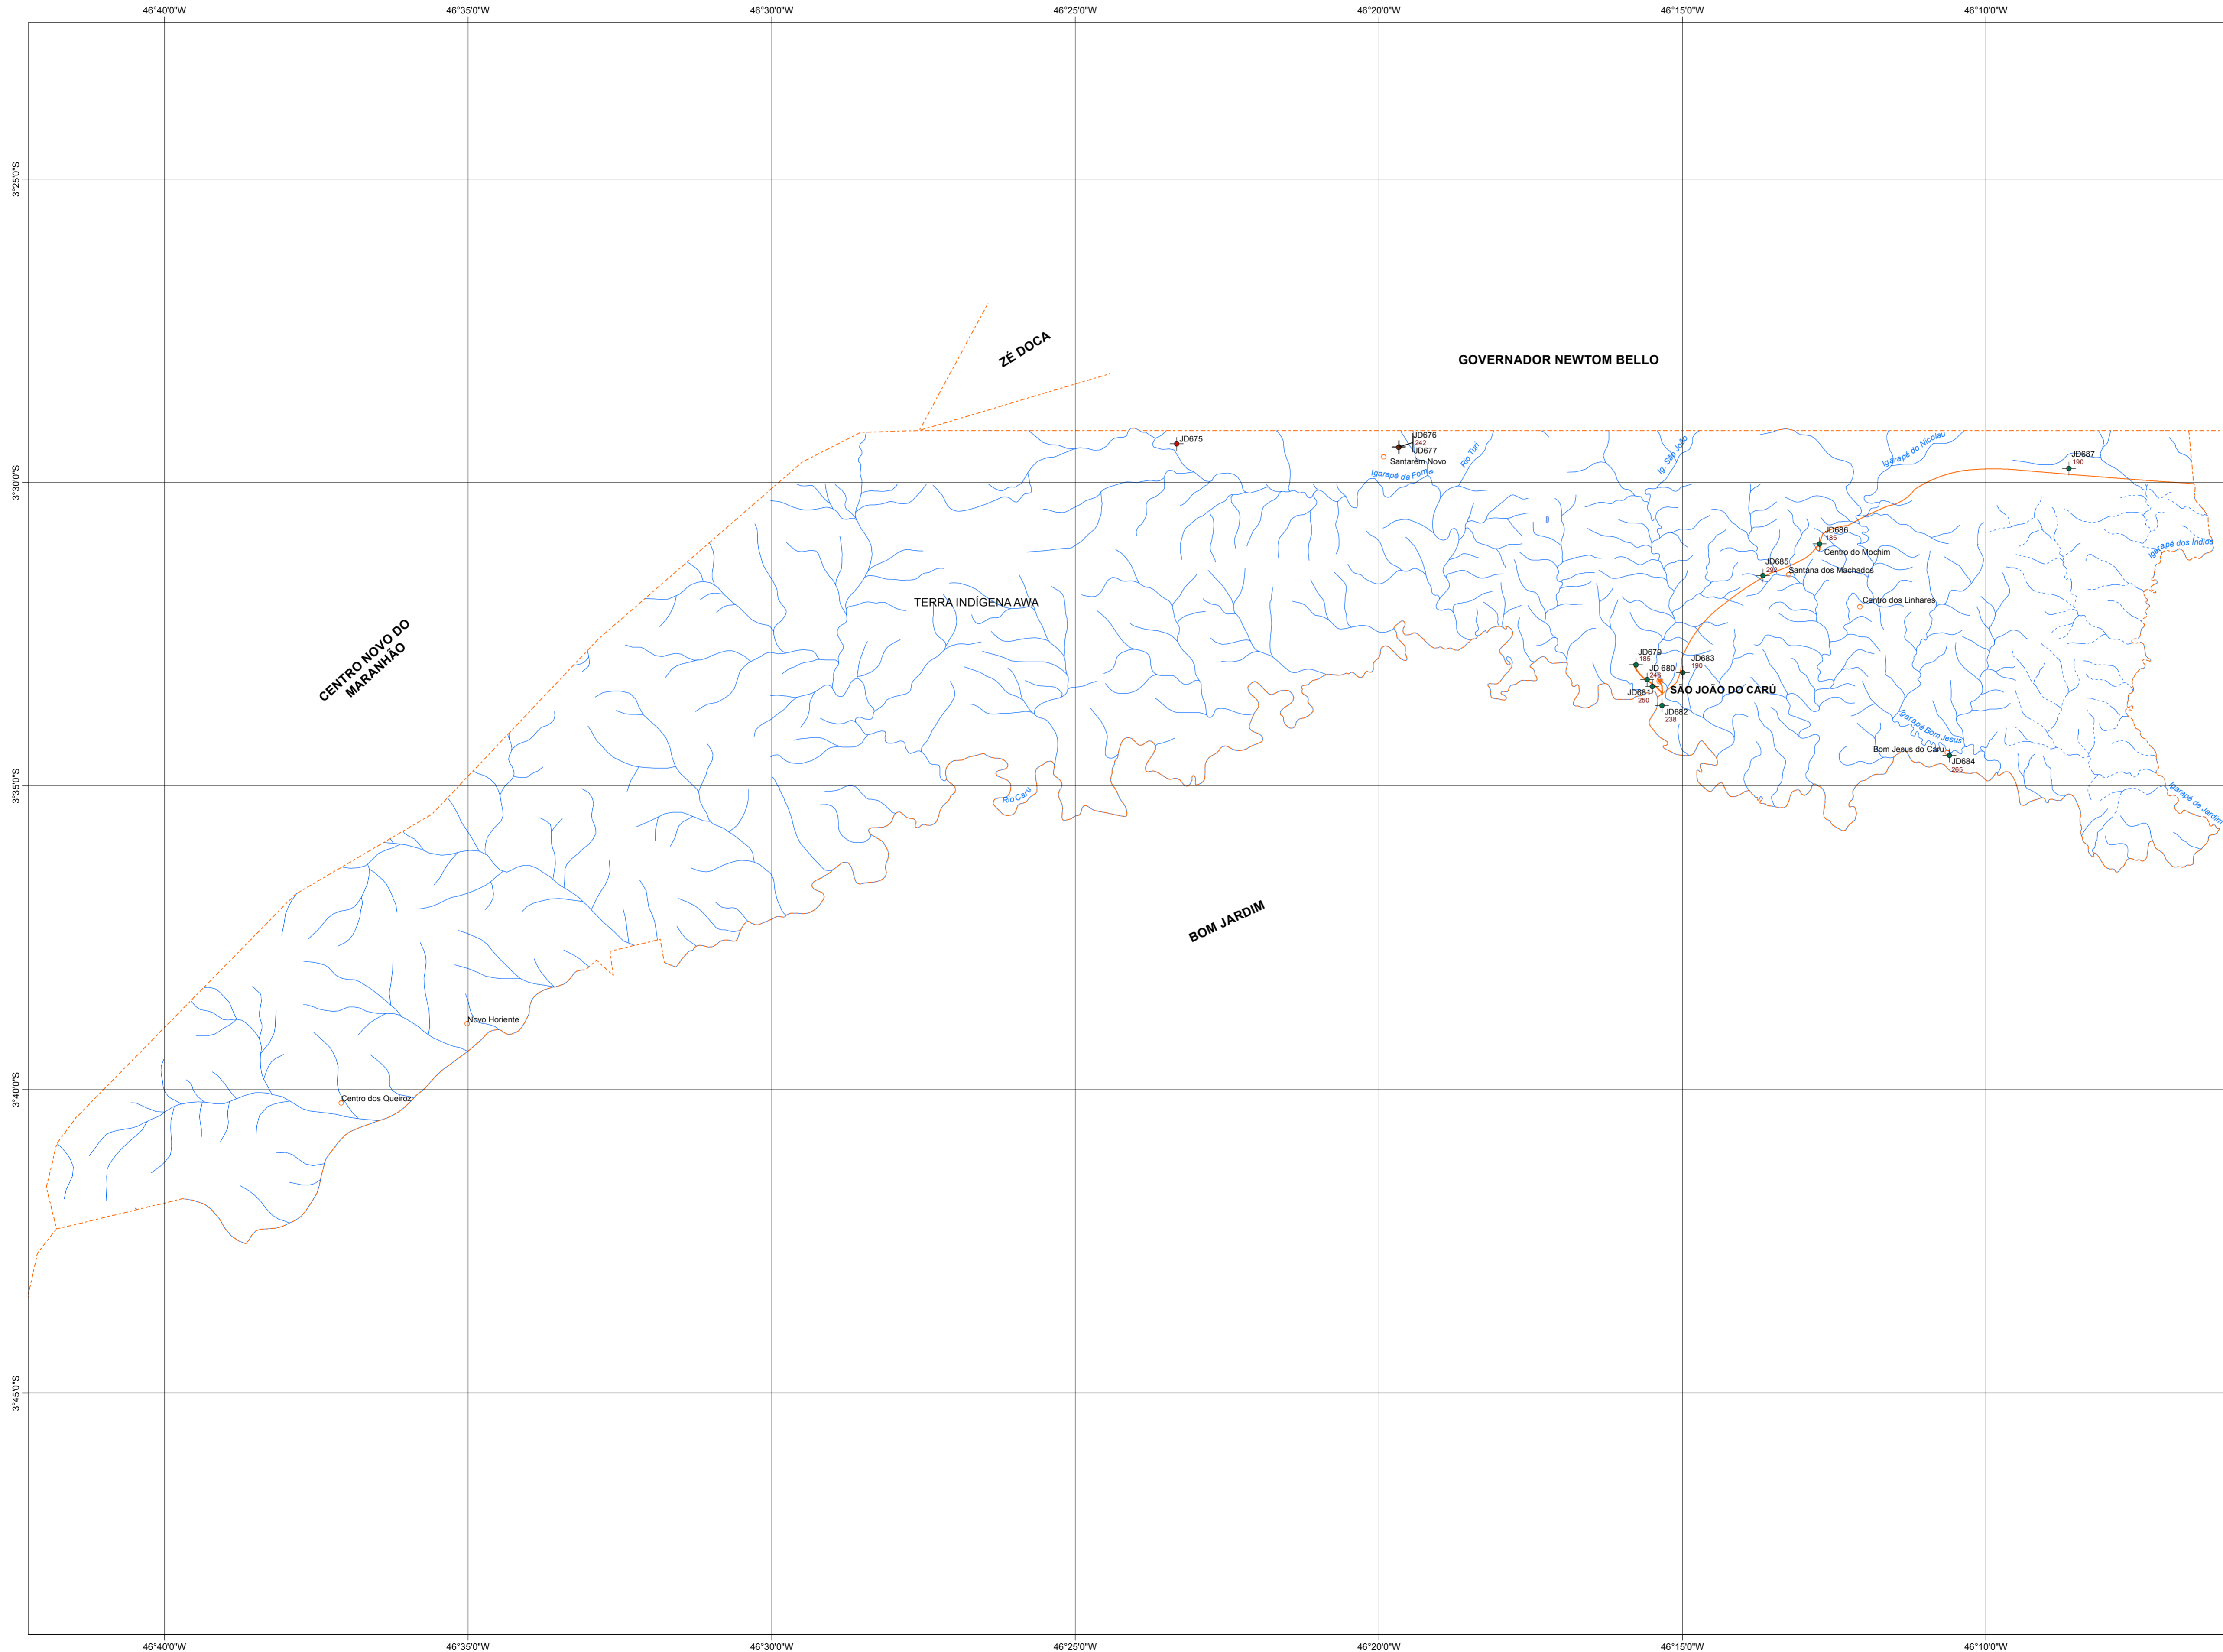 46°40'0"W
46°35'0"W
46°30'0"W
46°25'0"W
46°20'0"W
46°15'0"W
46°10'0"W
3°25'0"S
ZÉ DOCA
GOVERNADOR NEWTOM BELLO
JD675
JD676
242
JD677
Santarém Novo
Rio Turi
Ig. São João
Igarapé do Nicolau
JD687
190
Igarapé da Fome
3°30'0"S
JD686
185
Centro do Mochim
Igarapé dos Índios
JD685
292
Santana dos Machados
TERRA INDÍGENA AWA
Centro dos Linhares
CENTRO NOVO DO
MARANHÃO
JD679
185
JD 680
246
JD683
190
JD681
250
SÃO JOÃO DO CARÚ
JD682
238
Igarapé Bom Jesus
Bom Jesus do Caru
JD684
265
3°35'0"S
Rio Carú
Igarapé de Jardim
BOM JARDIM
Novo Horiente
3°40'0"S
Centro dos Queiroz
3°45'0"S
46°40'0"W
46°35'0"W
46°30'0"W
46°25'0"W
46°20'0"W
46°15'0"W
46°10'0"W